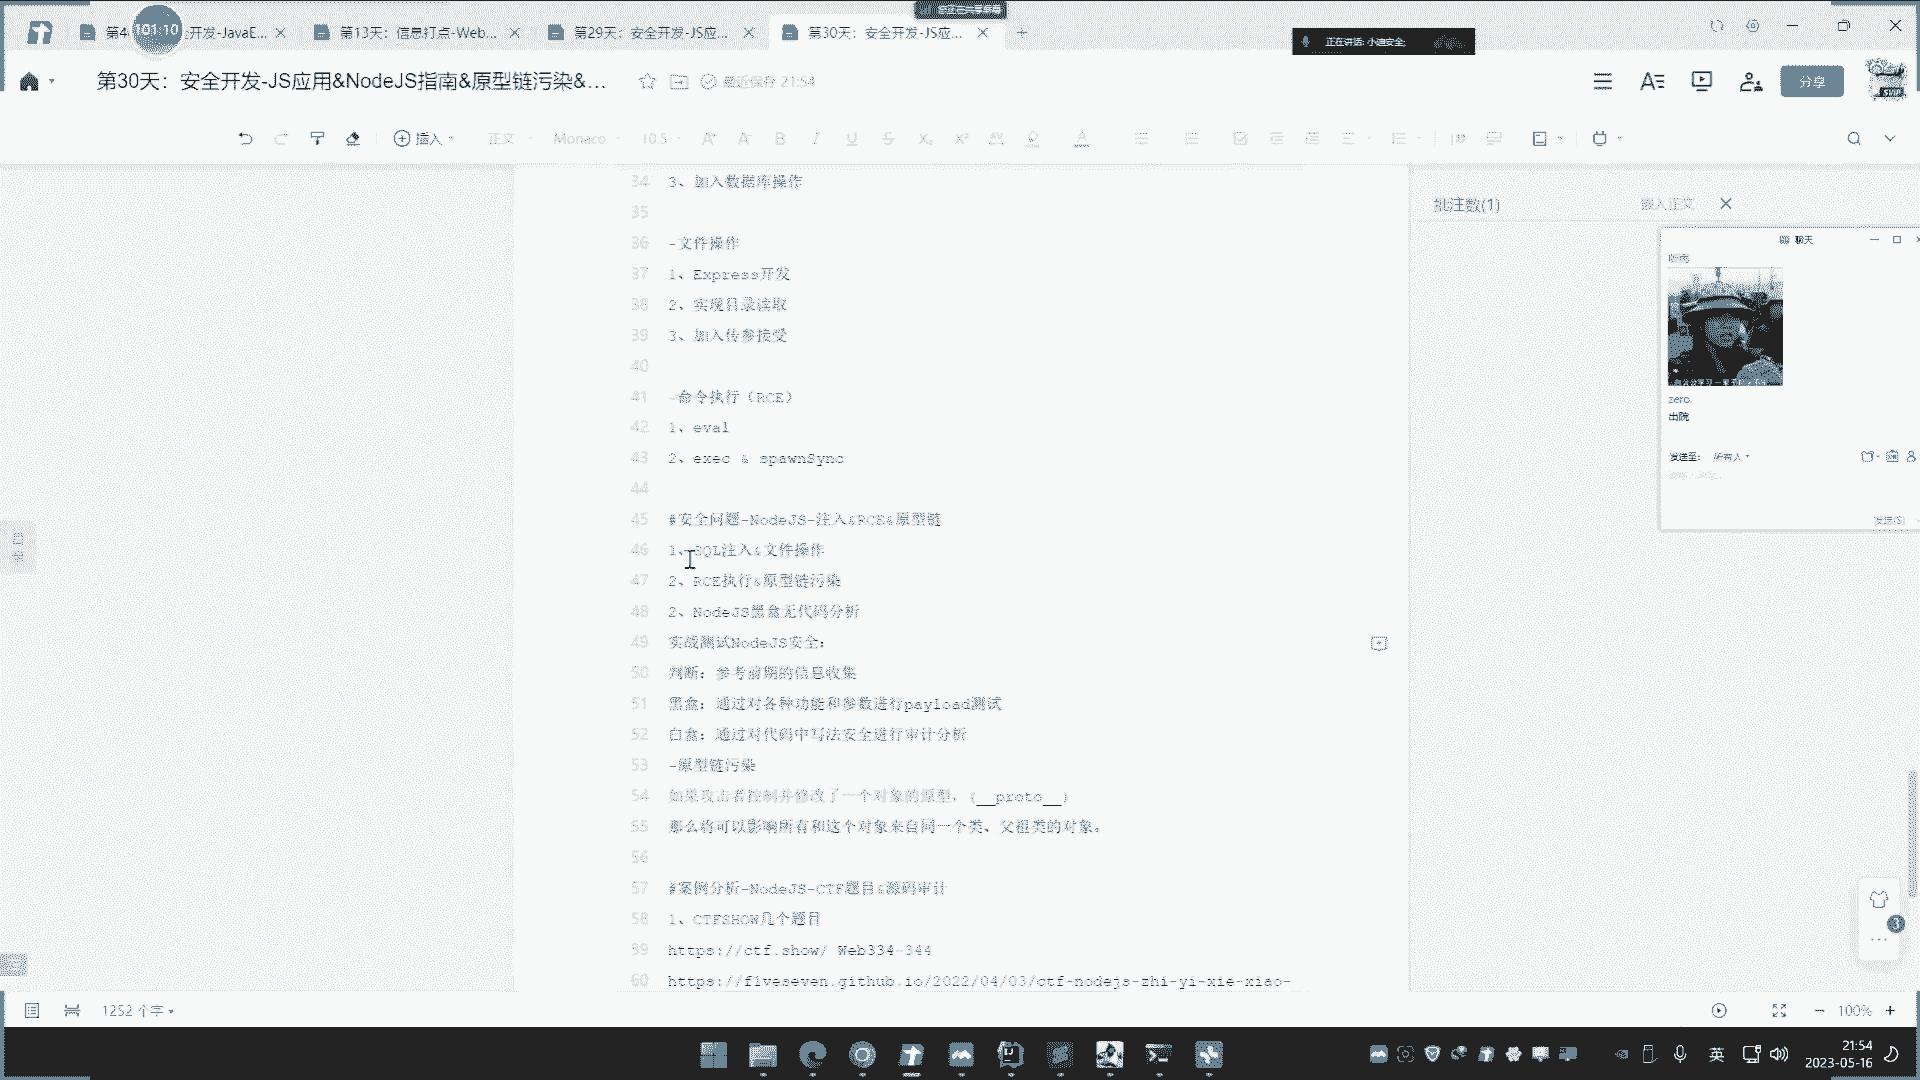 第4
101:10
开发-JavaE...
第13天：信息打点-Web...
第29天：安全开发-JS应...
第30天：安全开发-JS应...
正在讲话: 小迪安全;
第30天：安全开发-JS应用&NodeJS指南&原型链污染&...
最近保存 21:54
分享
SVIP
插入
正文
Monaco
10.5
34 3、加入数据库操作
35
36 -文件操作
37 1、Express开发
38 2、实现目录读取
39 3、加入传参接受
40
41 -命令执行（RCE）
42 1、eval
43 2、exec & spawnSync
44
45 #安全问题-NodeJS-注入&RCE&原型链
46 1、SQL注入&文件操作
47 2、RCE执行&原型链污染
48 2、NodeJS黑盒无代码分析
49 实战测试NodeJS安全：
50 判断：参考前期的信息收集
51 黑盒：通过对各种功能和参数进行payload测试
52 白盒：通过对代码中写法安全进行审计分析
53 -原型链污染
54 如果攻击者控制并修改了一个对象的原型，(__proto__)
55 那么将可以影响所有和这个对象来自同一个类、父祖类的对象。
56
57 #案例分析-NodeJS-CTF题目&源码审计
58 1、CTFSHOW几个题目
59 https://ctf.show/ Web334-344
60 https://f1veseven.github.io/2022/04/03/ctf-nodejs-zhi-yi-xie-xiao-
批注数(1)
嵌入正文
聊天
听雨
zero.
出院
发送至: 所有人
发送(S)
3
1252 个字
100%
英
21:54
2023-05-16